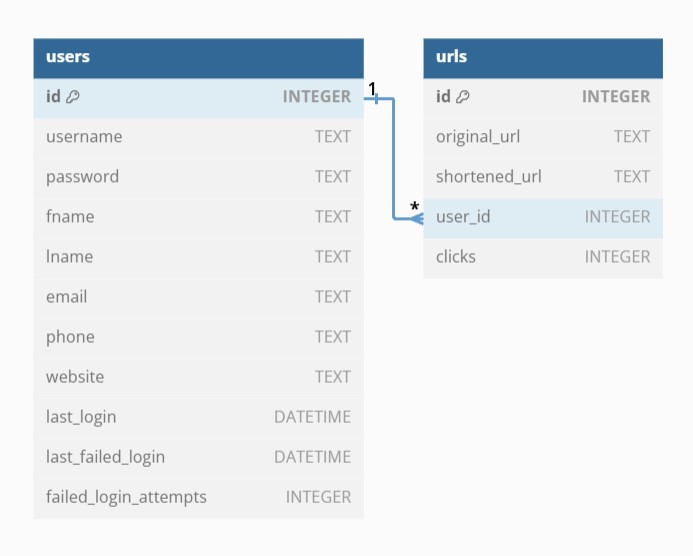 users
id INTEGER
username TEXT
password TEXT
fname TEXT
lname TEXT
email TEXT
phone TEXT
website TEXT
last_login DATETIME
last_failed_login DATETIME
failed_login_attempts INTEGER
1
*
urls
id INTEGER
original_url TEXT
shortened_url TEXT
user_id INTEGER
clicks INTEGER